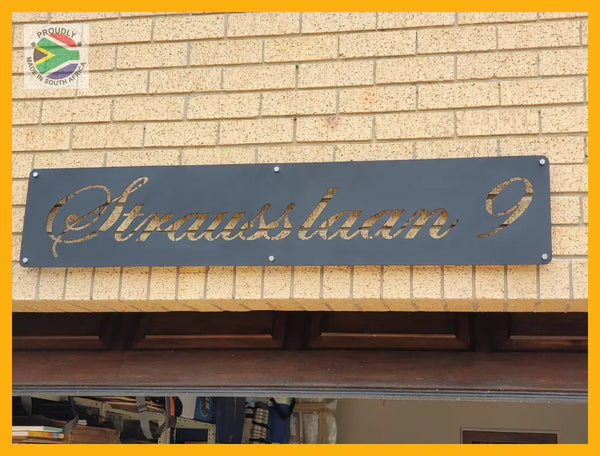 PROUDLY
MADE IN SOUTH AFRICA
Strausslaan 9